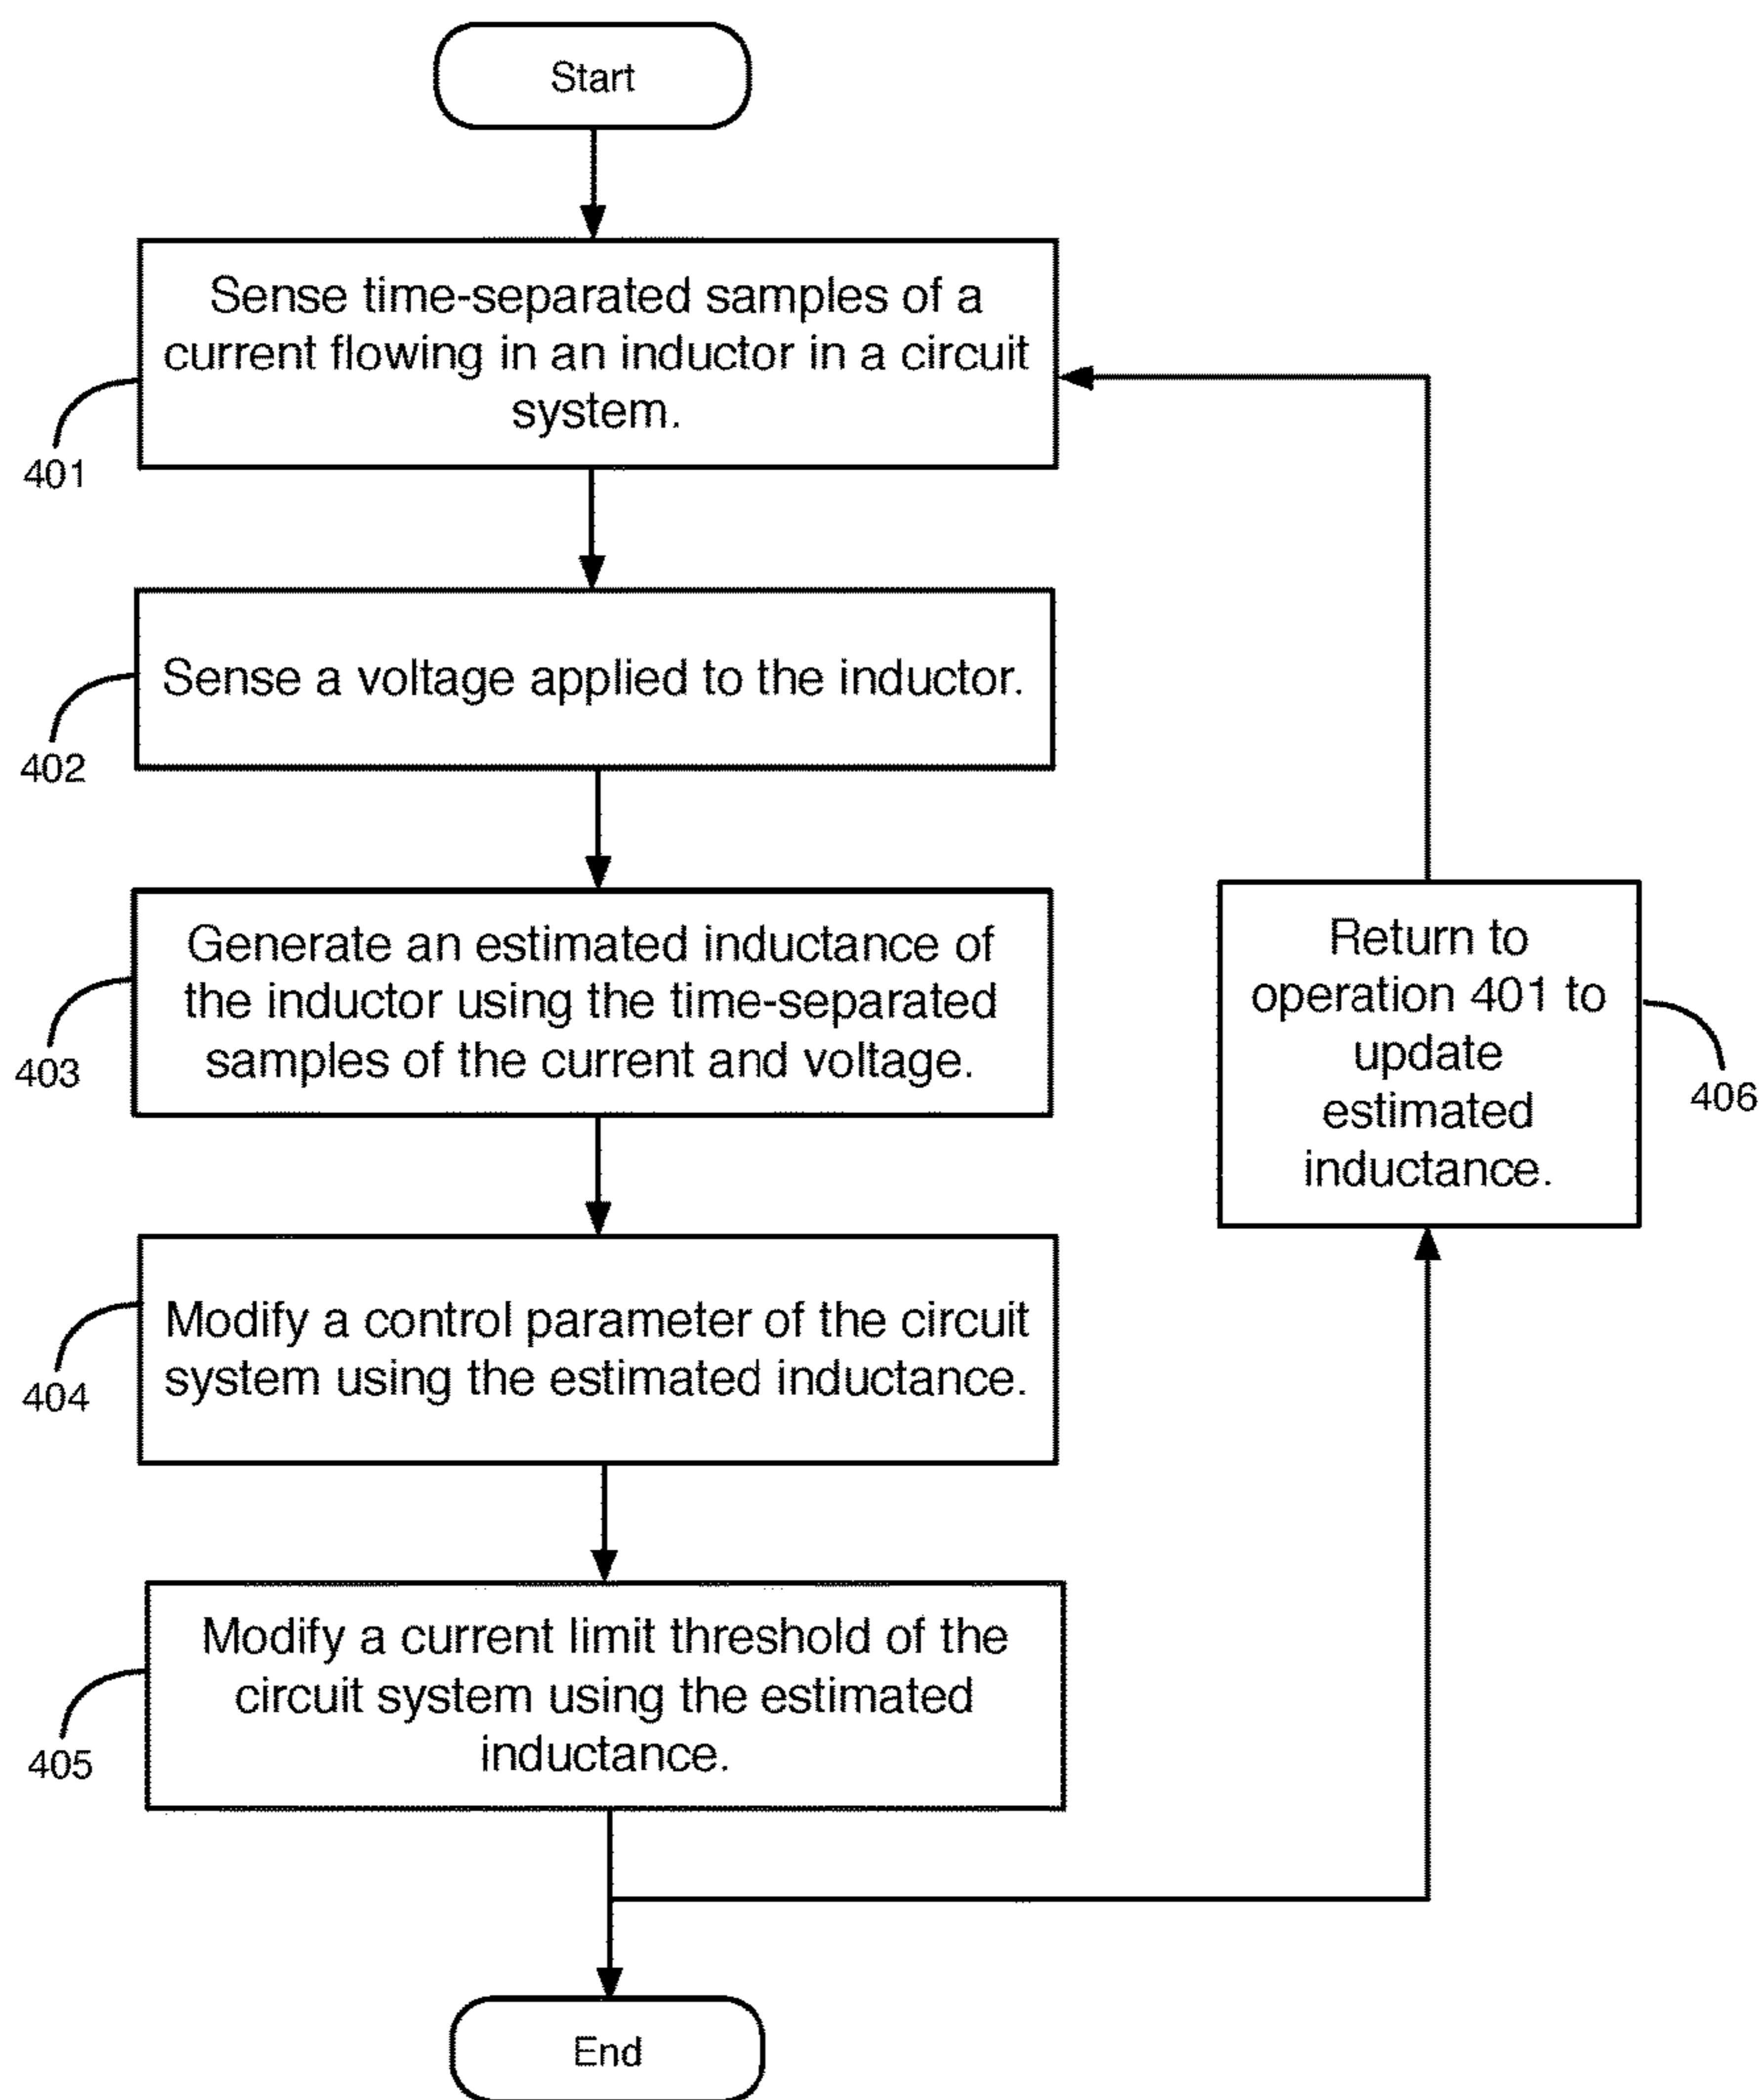 Start
Sense time-separated samples of a
current flowing in an inductor in a circuit
system.
401
Sense a voltage applied to the inductor.
402
Generate an estimated inductance of
the inductor using the time-separated
samples of the current and voltage.
403
Return to
operation 401 to
update
estimated
inductance.
406
Modify a control parameter of the circuit
system using the estimated inductance.
404
Modify a current limit threshold of the
circuit system using the estimated
inductance.
405
End